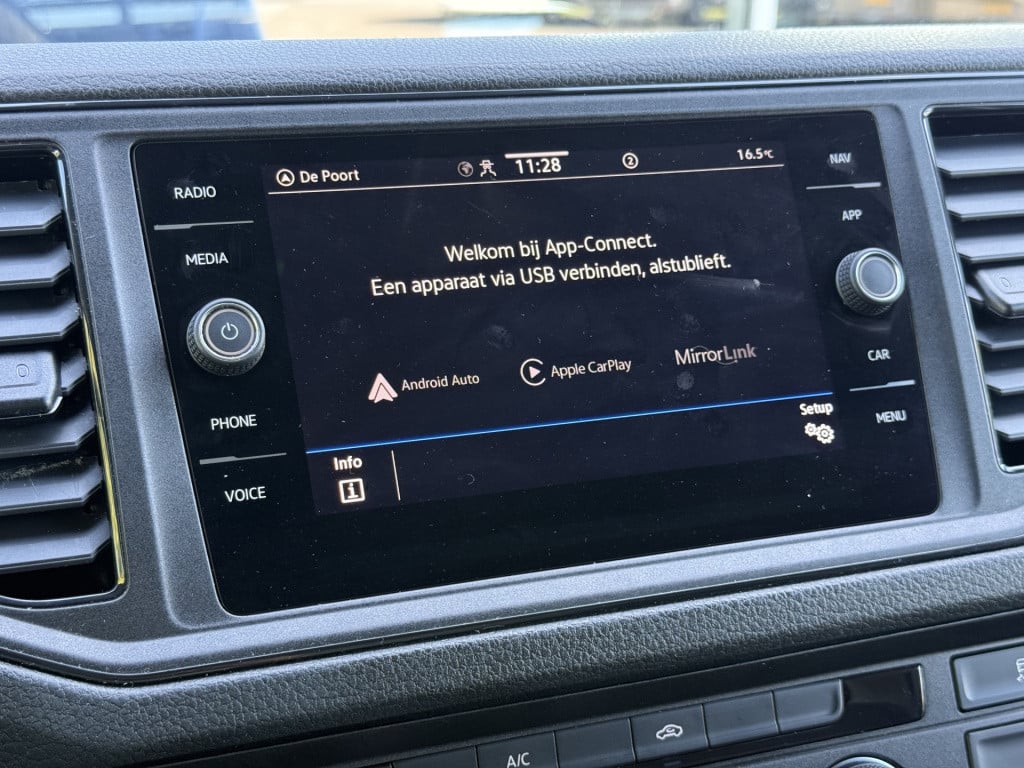 De Poort
11:28
2
16.5°C
RADIO
MEDIA
PHONE
VOICE
Welkom bij App-Connect.
Een apparaat via USB verbinden, alstublieft.
Android Auto
Apple CarPlay
MirrorLink
Setup
Info
i
NAV
APP
CAR
MENU
A/C